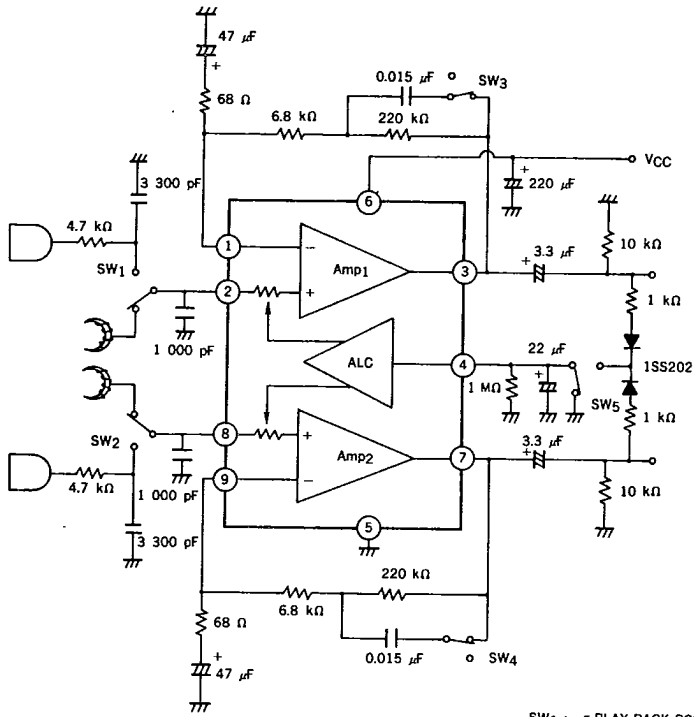 47 µF
+
68 Ω
0.015 µF
SW3
6.8 kΩ
220 kΩ
VCC
+
220 µF
3 300 pF
4.7 kΩ
SW1
6
1
−
Amp1
3
3.3 µF
+
10 kΩ
2
+
1 kΩ
1 000 pF
ALC
4
22 µF
+
1SS202
1 MΩ
SW5
1 kΩ
SW2
8
+
Amp2
7
3.3 µF
+
9
−
4.7 kΩ
1 000 pF
10 kΩ
5
3 300 pF
220 kΩ
6.8 kΩ
68 Ω
0.015 µF
SW4
+
47 µF
= PLAY BACK